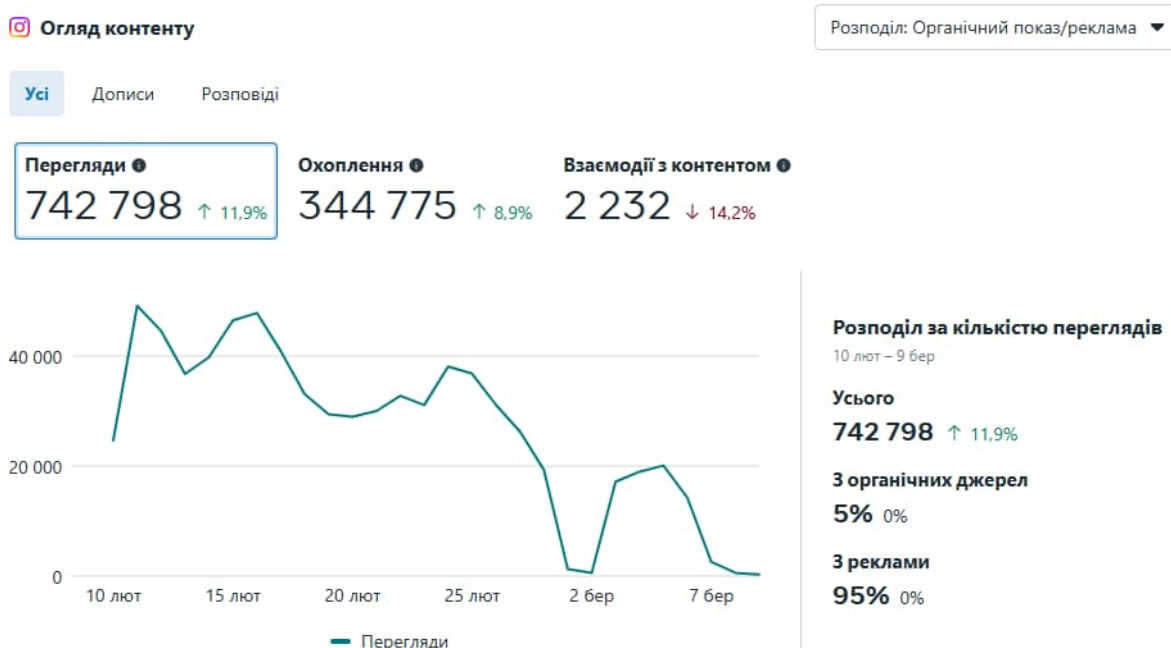 Огляд контенту
Розподіл: Органічний показ/реклама
Усі Дописи Розповіді
Перегляди Охоплення Взаємодії з контентом
742 798 ↑ 11,9% 344 775 ↑ 8,9% 2 232 ↓ 14,2%
40 000
20 000
0
10 лют 15 лют 20 лют 25 лют 2 бер 7 бер
Перегляди
Розподіл за кількістю переглядів
10 лют – 9 бер
Усього
742 798 ↑ 11,9%
З органічних джерел
5% 0%
З реклами
95% 0%